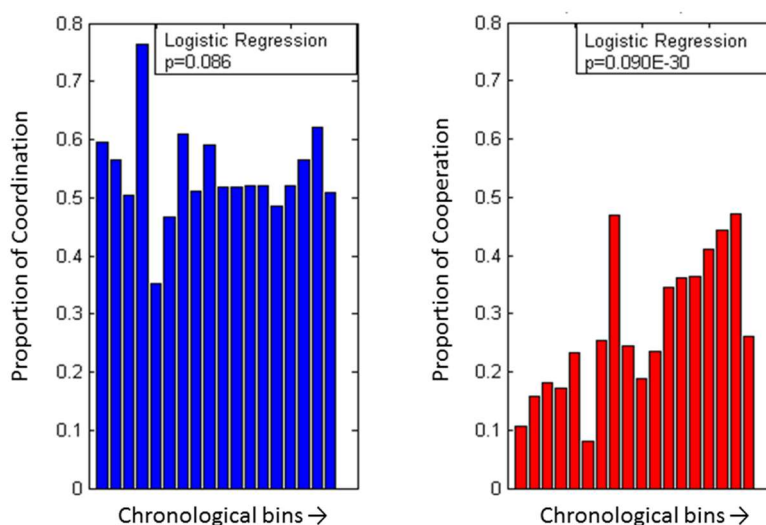 0.8
0.7
0.6
0.5
0.4
0.3
0.2
0.1
0
Proportion of Coordination
Logistic Regression
p=0.086
Chronological bins →
0.8
0.7
0.6
0.5
0.4
0.3
0.2
0.1
0
Proportion of Cooperation
Logistic Regression
p=0.090E-30
Chronological bins →